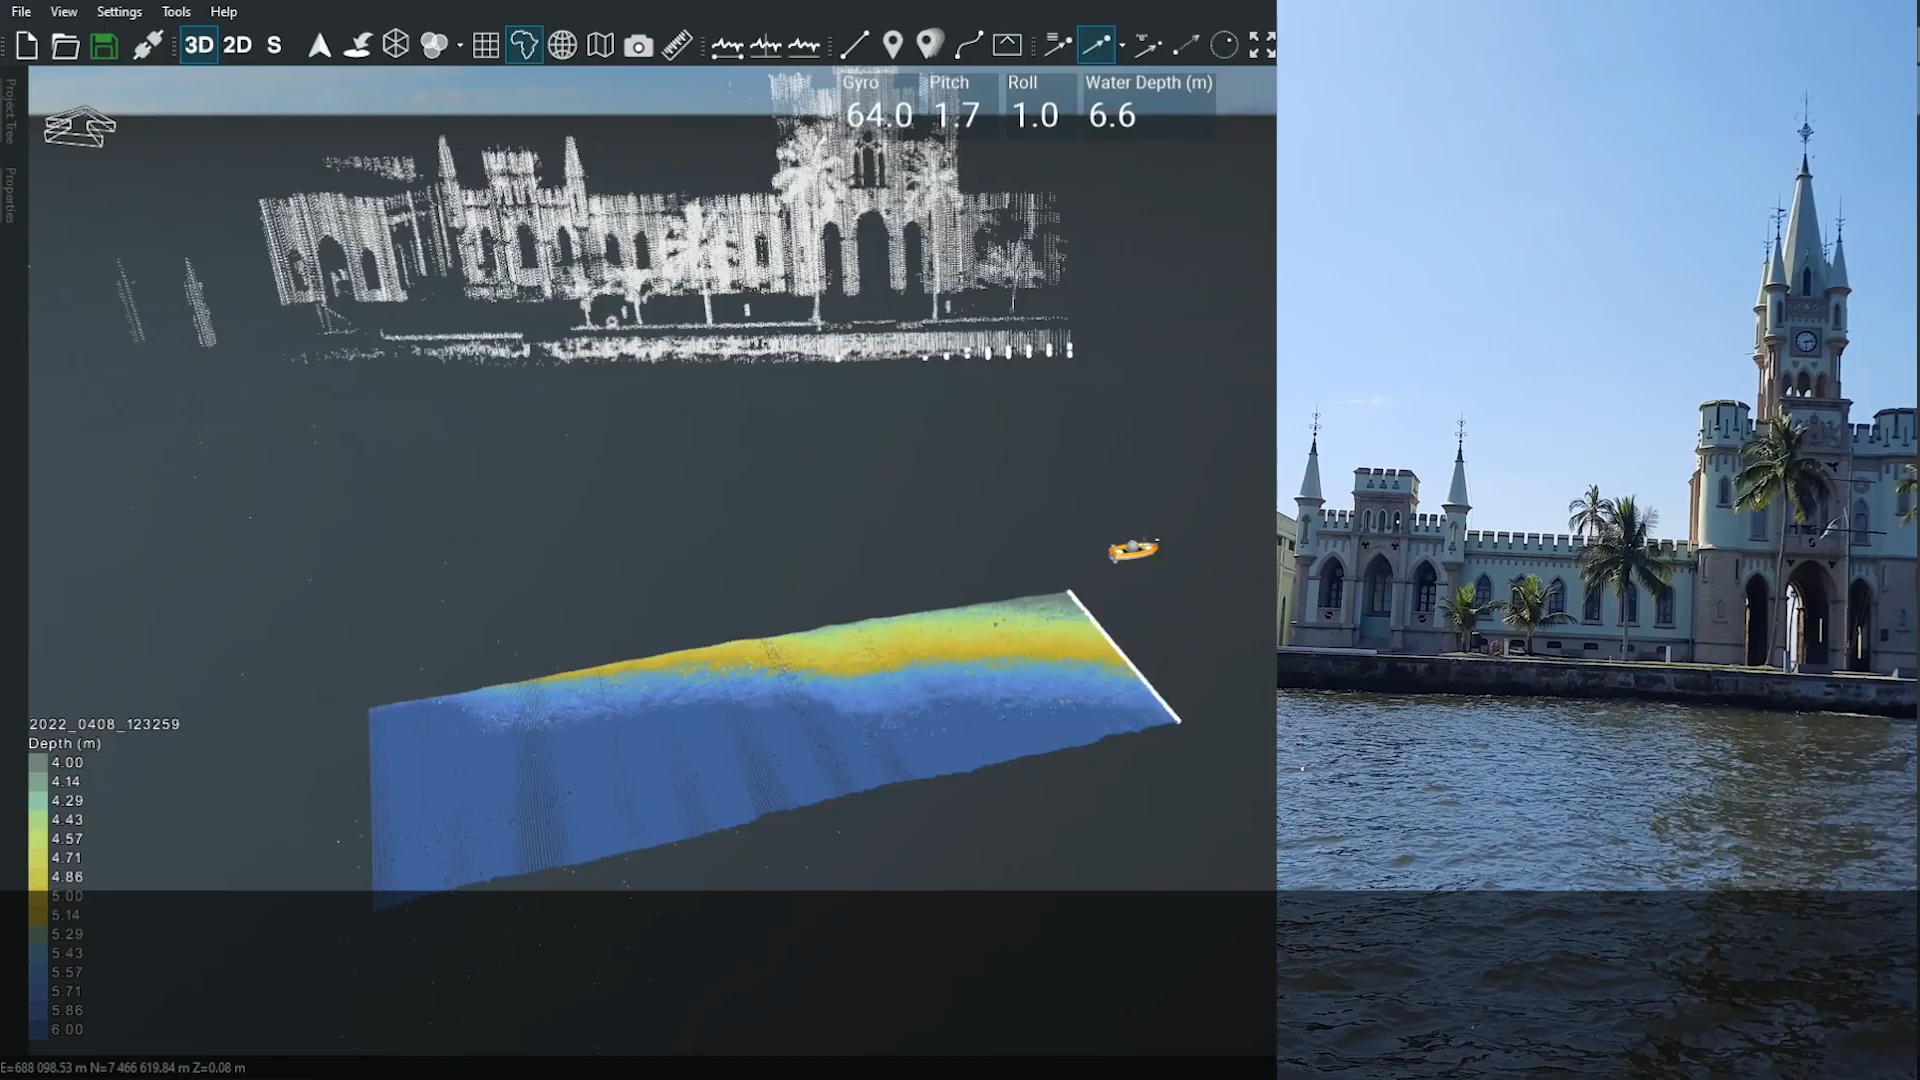 File View Settings Tools Help
3D 2D S
Project Tree
Properties
Gyro Pitch Roll Water Depth (m)
64.0 1.7 1.0 6.6
2022_0408_123259
Depth (m)
4.00
4.14
4.29
4.43
4.57
4.71
4.86
5.00
5.14
5.29
5.43
5.57
5.71
5.86
6.00
E=688 098.53 m N=7 466 619.84 m Z=0.08 m